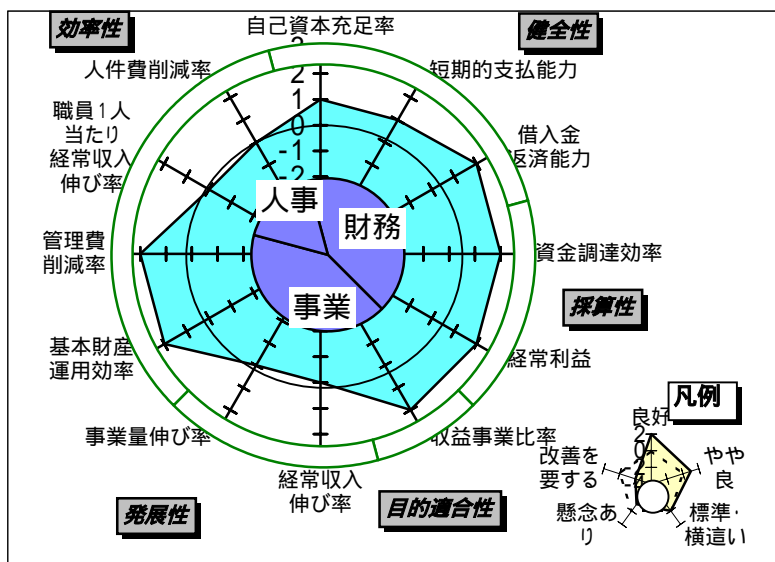 効率性
自己資本充足率
健全性
人件費削減率
短期的支払能力
職員1人
当たり
経常収入
伸び率
借入金
返済能力
3
2
1
0
-1
-2
人事
財務
事業
管理費
削減率
資金調達効率
採算性
基本財産
運用効率
経常利益
事業量伸び率
収益事業比率
経常収入
伸び率
発展性
目的適合性
凡例
良好
2
0
改善を
要する
やや
良
懸念あ
り
標準・
横這い